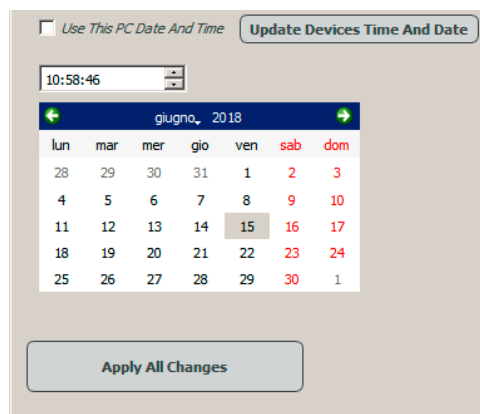 Use This PC Date And Time Update Devices Time And Date
10:58:46
giugno, 2018
lun mar mer gio ven sab dom
28 29 30 31 1 2 3
4 5 6 7 8 9 10
11 12 13 14 15 16 17
18 19 20 21 22 23 24
25 26 27 28 29 30 1
Apply All Changes